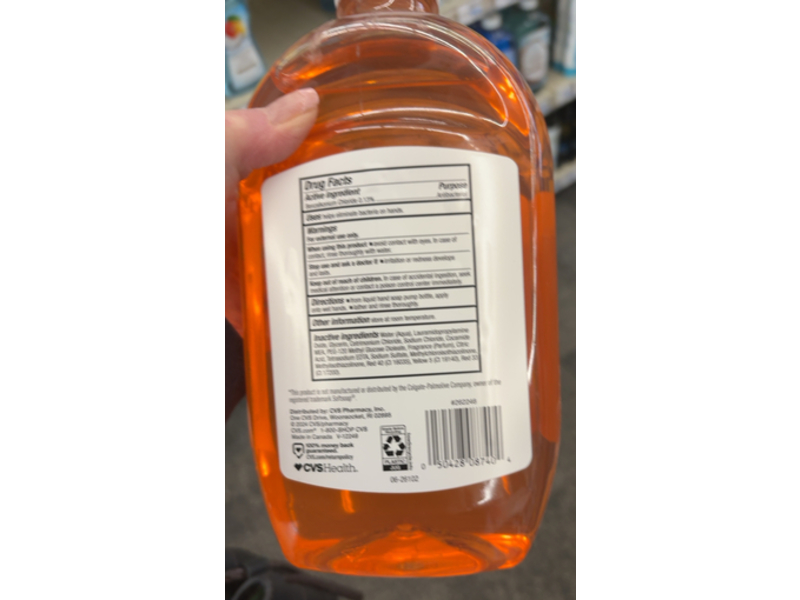 Drug Facts
Active Ingredient Purpose
Benzalkonium Chloride 0.13% Antibacterial
Uses helps eliminate bacteria on hands.
Warnings
For external use only.
When using this product ■ avoid contact with eyes. In case of
contact, rinse thoroughly with water.
Stop use and ask a doctor if ■ irritation or redness develops
and lasts.
Keep out of reach of children. In case of accidental ingestion, seek
medical attention or contact a poison control center immediately.
Directions ■ from liquid hand soap pump bottle, apply
onto wet hands. ■ lather and rinse thoroughly.
Other information store at room temperature.
Inactive Ingredients Water (Aqua), Lauramidopropylamine
Oxide, Glycerin, Cetrimonium Chloride, Sodium Chloride, Cocamide
MEA, PEG-120 Methyl Glucose Dioleate, Fragrance (Parfum), Citric
Acid, Tetrasodium EDTA, Sodium Sulfate, Methylchloroisothiazolinone,
Methylisothiazolinone, Red 40 (CI 16035), Yellow 5 (CI 19140), Red 33
(CI 17200).
*This product is not manufactured or distributed by the Colgate-Palmolive Company, owner of the
registered trademark Softsoap®.
Distributed by: CVS Pharmacy, Inc.
One CVS Drive, Woonsocket, RI 02895
© 2024 CVS/pharmacy
CVS.com® 1-800-SHOP CVS
Made in Canada V-12248
100% money back
guaranteed.
CVS.com/returnpolicy
CVSHealth.
PLASTIC
#262248
0 50428 08740 4
06-26102